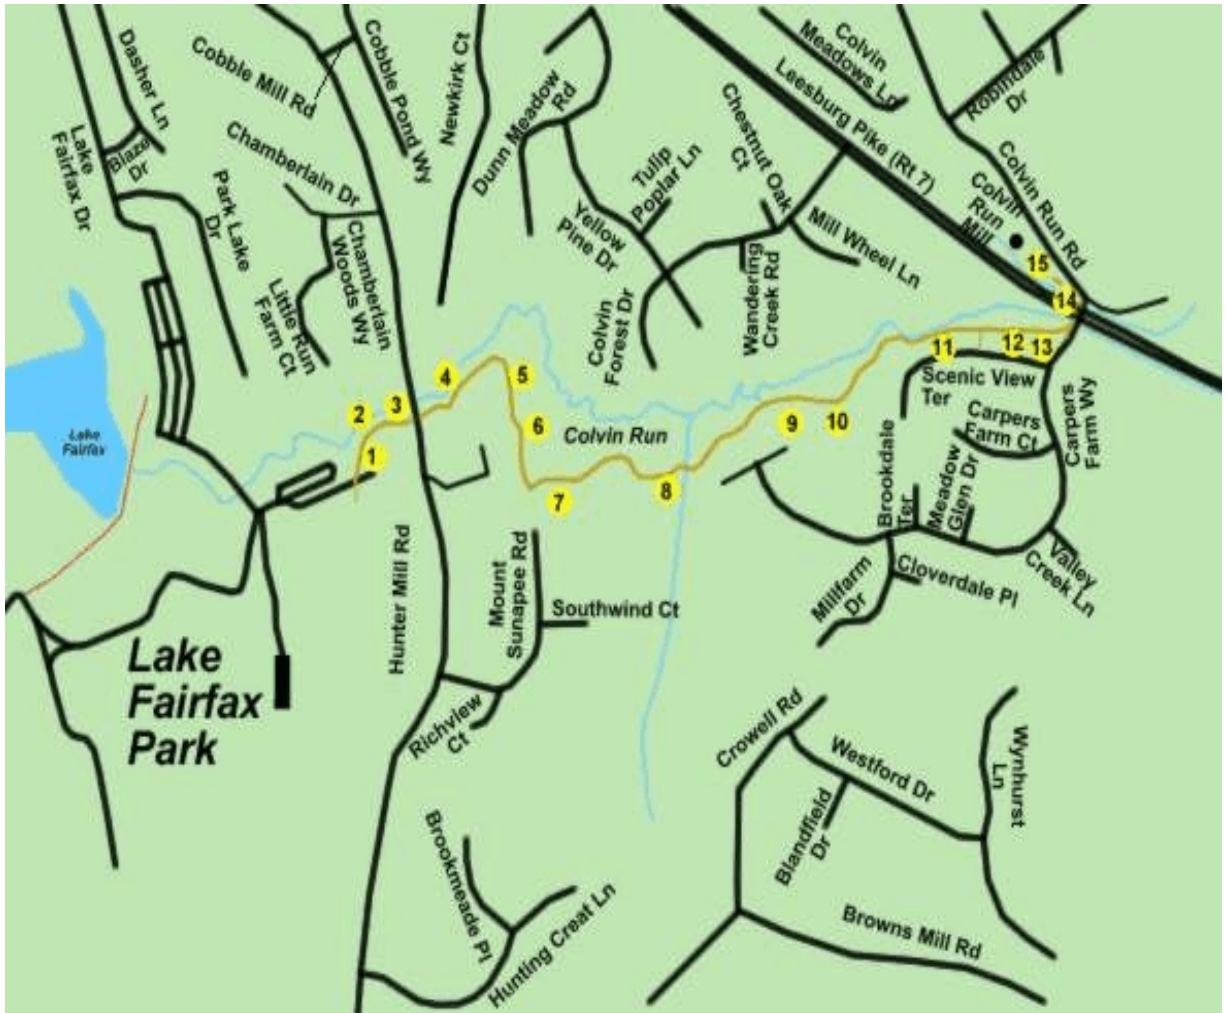 Dasher Ln
Cobble Mill Rd
Cobble Pond Wy
Newkirk Ct
Colvin
Meadows Ln
Leesburg Pike (Rt 7)
Robindale
Dr
Lake
Fairfax Dr
Blaze
Dr
Chamberlain Dr
Dunn Meadow
Rd
Chestnut Oak
Ct
Colvin Run Rd
Colvin
Run
Mill
Park Lake
Dr
Tulip
Poplar Ln
Yellow
Pine Dr
Mill Wheel Ln
Chamberlain
Woods Wy
Little Run
Farm Ct
Colvin
Forest Dr
Wandering
Creek Rd
15
14
11
12
13
Scenic View
Ter
Carpers
Farm Ct
Carpers
Farm Wy
Lake
Fairfax
2
3
4
5
6
Colvin Run
9
10
1
7
8
Brookdale
Ter
Meadow
Glen Dr
Valley
Creek Ln
Millfarm
Dr
Cloverdale Pl
Hunter Mill Rd
Mount
Sunapee Rd
Southwind Ct
Lake
Fairfax
Park
Richview
Ct
Crowell Rd
Westford Dr
Wynhurst
Ln
Blandfield
Dr
Brookmeade Pl
Hunting Creat Ln
Browns Mill Rd